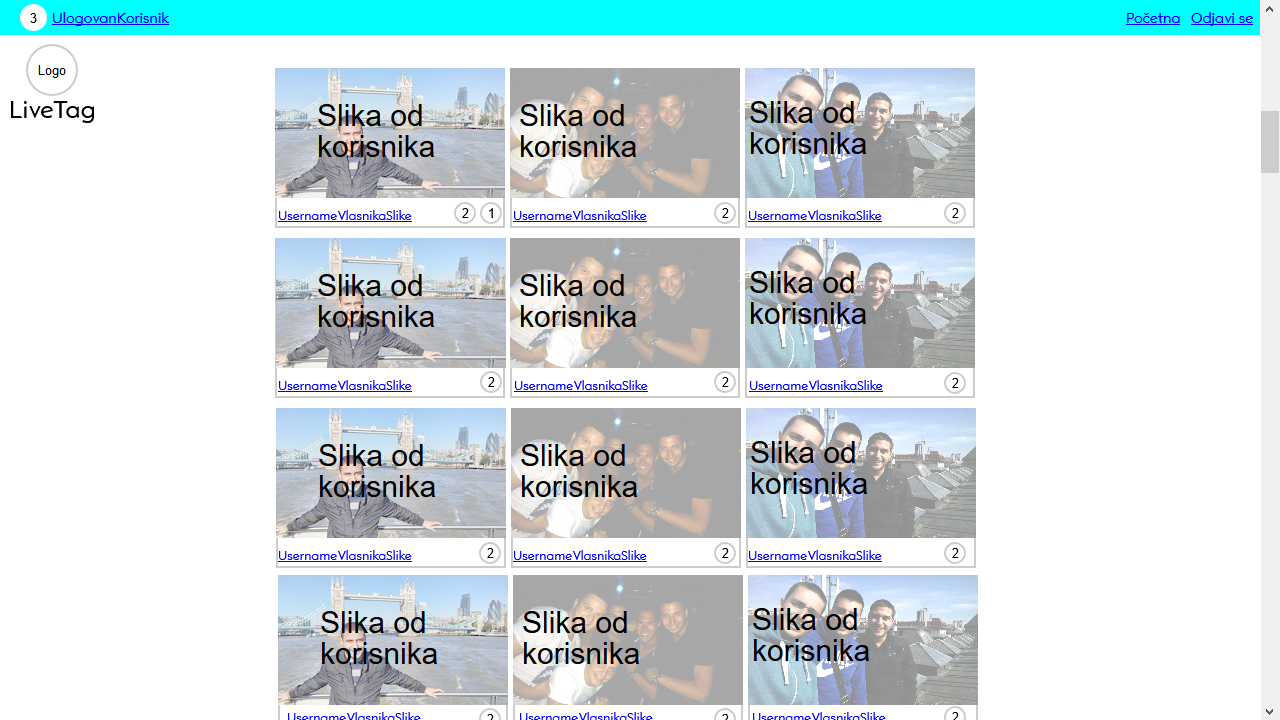 3 UlogovanKorisnik Početna Odjavi se
Logo
LiveTag
Slika od korisnika Slika od korisnika Slika od korisnika
UsernameVlasnikaSlike 2 1 UsernameVlasnikaSlike 2 UsernameVlasnikaSlike 2
Slika od korisnika Slika od korisnika Slika od korisnika
UsernameVlasnikaSlike 2 UsernameVlasnikaSlike 2 UsernameVlasnikaSlike 2
Slika od korisnika Slika od korisnika Slika od korisnika
UsernameVlasnikaSlike 2 UsernameVlasnikaSlike 2 UsernameVlasnikaSlike 2
Slika od korisnika Slika od korisnika Slika od korisnika
UsernameVlasnikaSlike 2 UsernameVlasnikaSlike 2 UsernameVlasnikaSlike 2